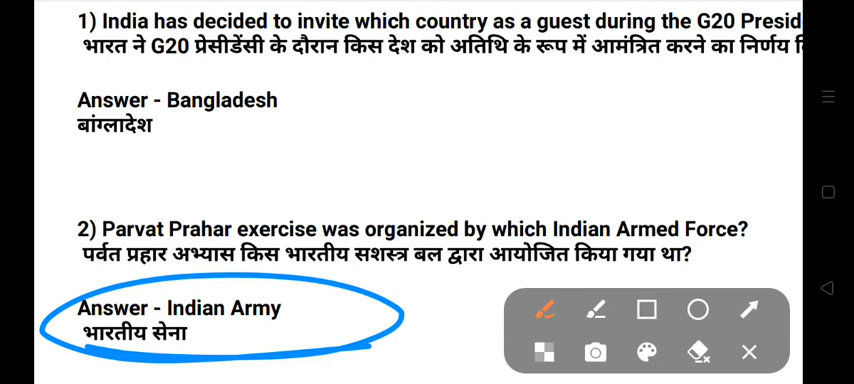 1) India has decided to invite which country as a guest during the G20 Presid
भारत ने G20 प्रेसीडेंसी के दौरान किस देश को अतिथि के रूप में आमंत्रित करने का निर्णय
Answer - Bangladesh
बांग्लादेश
2) Parvat Prahar exercise was organized by which Indian Armed Force?
पर्वत प्रहार अभ्यास किस भारतीय सशस्त्र बल द्वारा आयोजित किया गया था?
Answer - Indian Army
भारतीय सेना